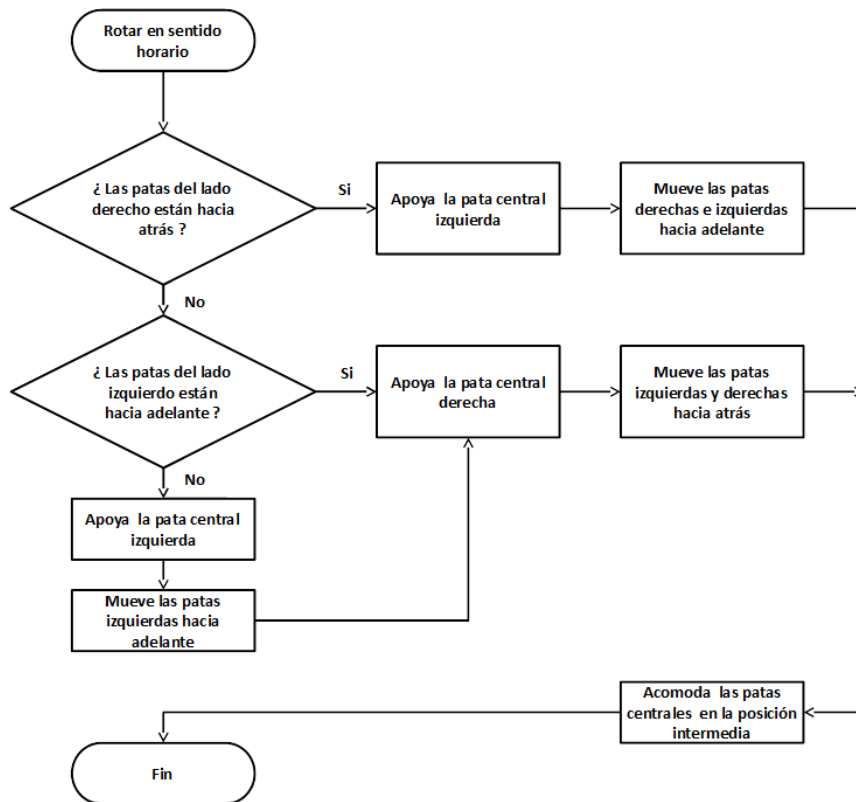 Rotar en sentido
horario
¿ Las patas del lado
derecho están hacia
atrás ?
Si
Apoya la pata central
izquierda
Mueve las patas
derechas e izquierdas
hacia adelante
No
¿ Las patas del lado
izquierdo están
hacia adelante ?
Si
Apoya la pata central
derecha
Mueve las patas
izquierdas y derechas
hacia atrás
No
Apoya la pata central
izquierda
Mueve las patas
izquierdas hacia
adelante
Acomoda las patas
centrales en la posición
intermedia
Fin